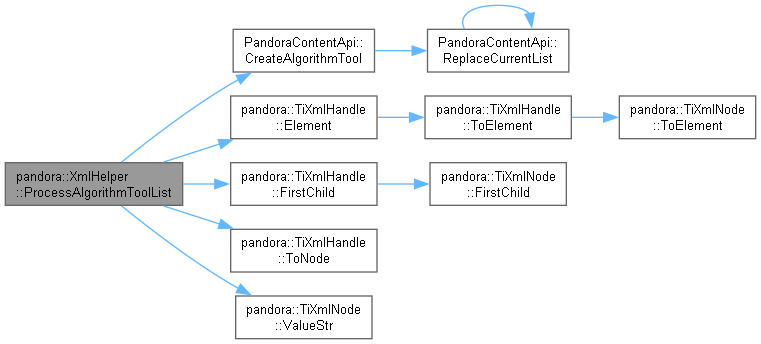 pandora::XmlHelper
::ProcessAlgorithmToolList
PandoraContentApi::
CreateAlgorithmTool
PandoraContentApi::
ReplaceCurrentList
pandora::TiXmlHandle
::Element
pandora::TiXmlHandle
::ToElement
pandora::TiXmlNode
::ToElement
pandora::TiXmlHandle
::FirstChild
pandora::TiXmlNode
::FirstChild
pandora::TiXmlHandle
::ToNode
pandora::TiXmlNode
::ValueStr